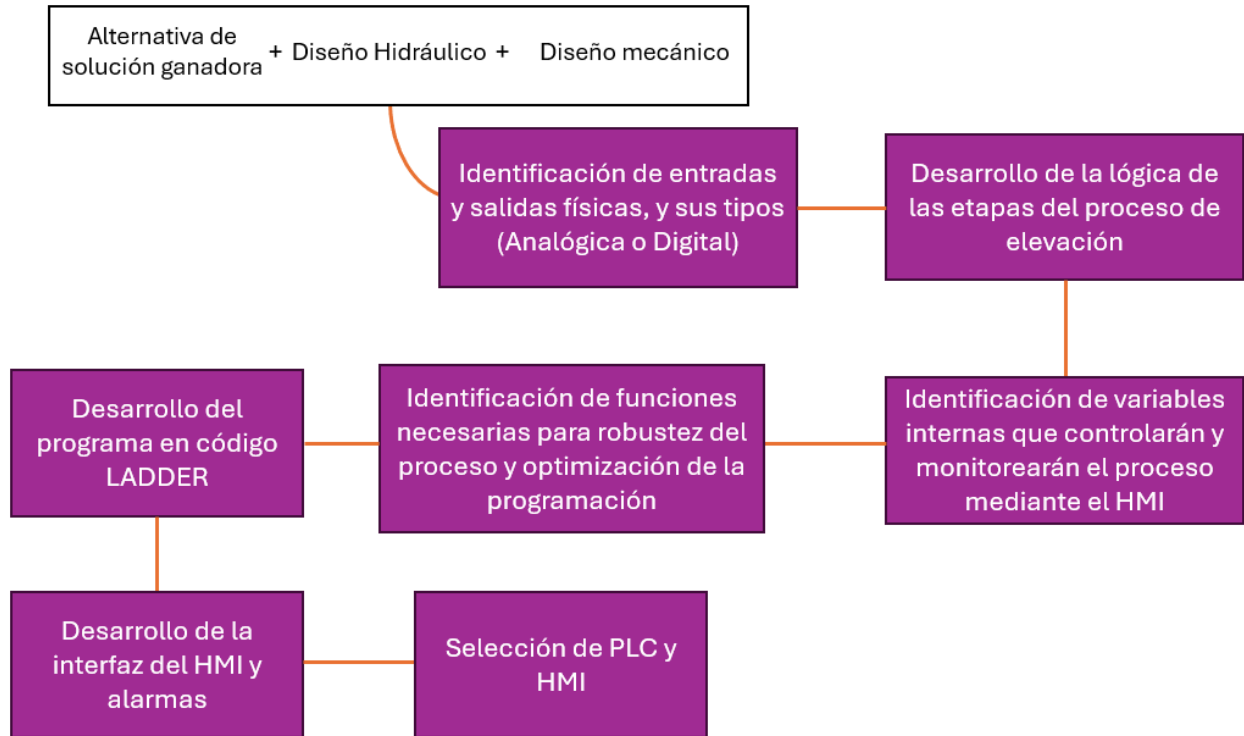 Alternativa de
solución ganadora + Diseño Hidráulico + Diseño mecánico
Identificación de entradas
y salidas físicas, y sus tipos
(Analógica o Digital)
Desarrollo de la lógica de
las etapas del proceso de
elevación
Identificación de variables
internas que controlarán y
monitorearán el proceso
mediante el HMI
Identificación de funciones
necesarias para robustez del
proceso y optimización de la
programación
Desarrollo del
programa en código
LADDER
Desarrollo de la
interfaz del HMI y
alarmas
Selección de PLC y
HMI